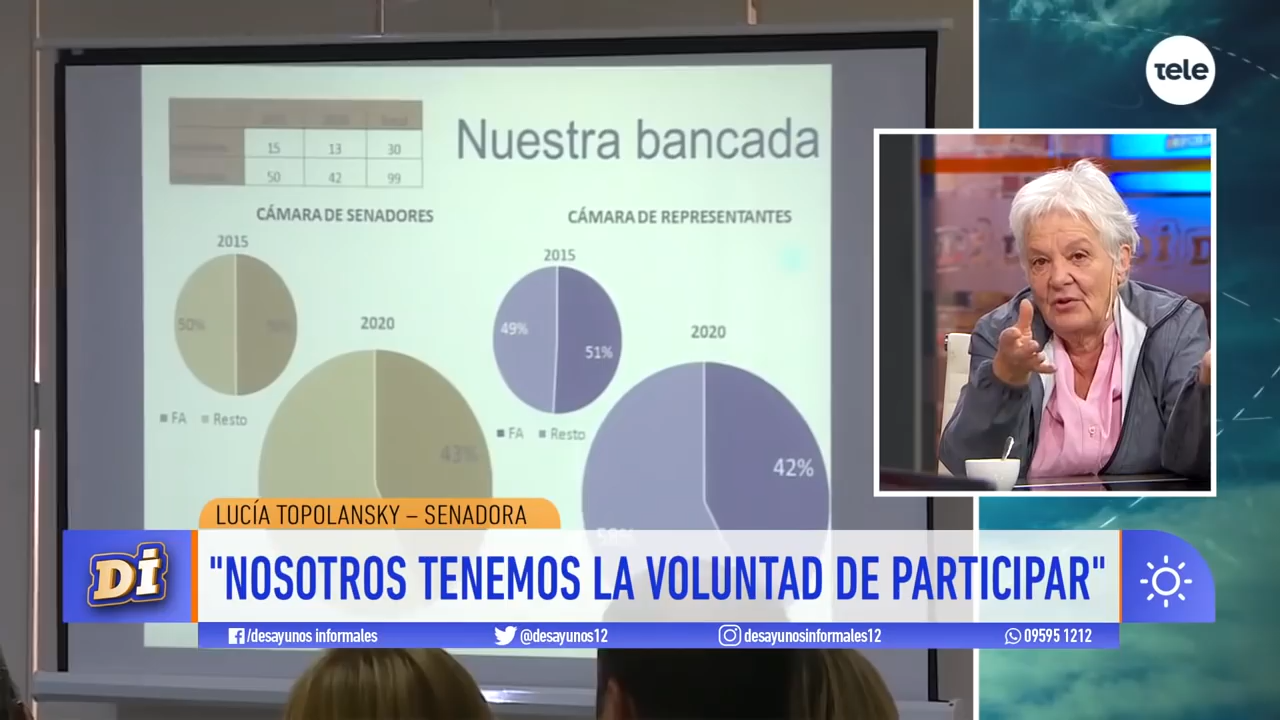 tele
Nuestra bancada
15 13 30
50 42 99
CÁMARA DE SENADORES
CÁMARA DE REPRESENTANTES
2015
50%
2020
43%
FA Resto
2015
49%
51%
2020
42%
58%
FA Resto
LUCÍA TOPOLANSKY – SENADORA
Di
"NOSOTROS TENEMOS LA VOLUNTAD DE PARTICIPAR"
/desayunos informales
@desayunos12
desayunosinformales12
09595 1212